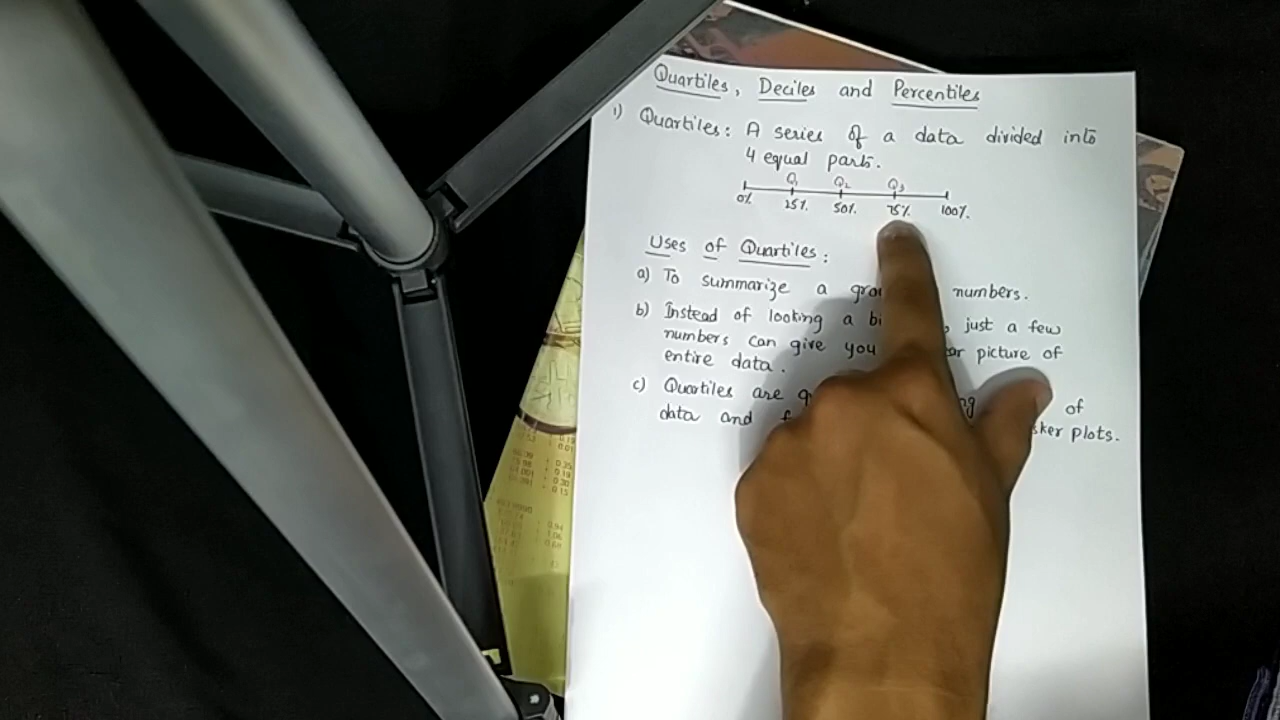 Quartiles, Deciles and Percentiles
1) Quartiles: A series of a data divided into
4 equal parts.
Q1 Q2 Q3
0% 25% 50% 75% 100%
Uses of Quartiles:
a) To summarize a numbers.
b) Instead of looking a just a few
numbers can give you picture of
entire data.
c) Quartiles are of
data and plots.